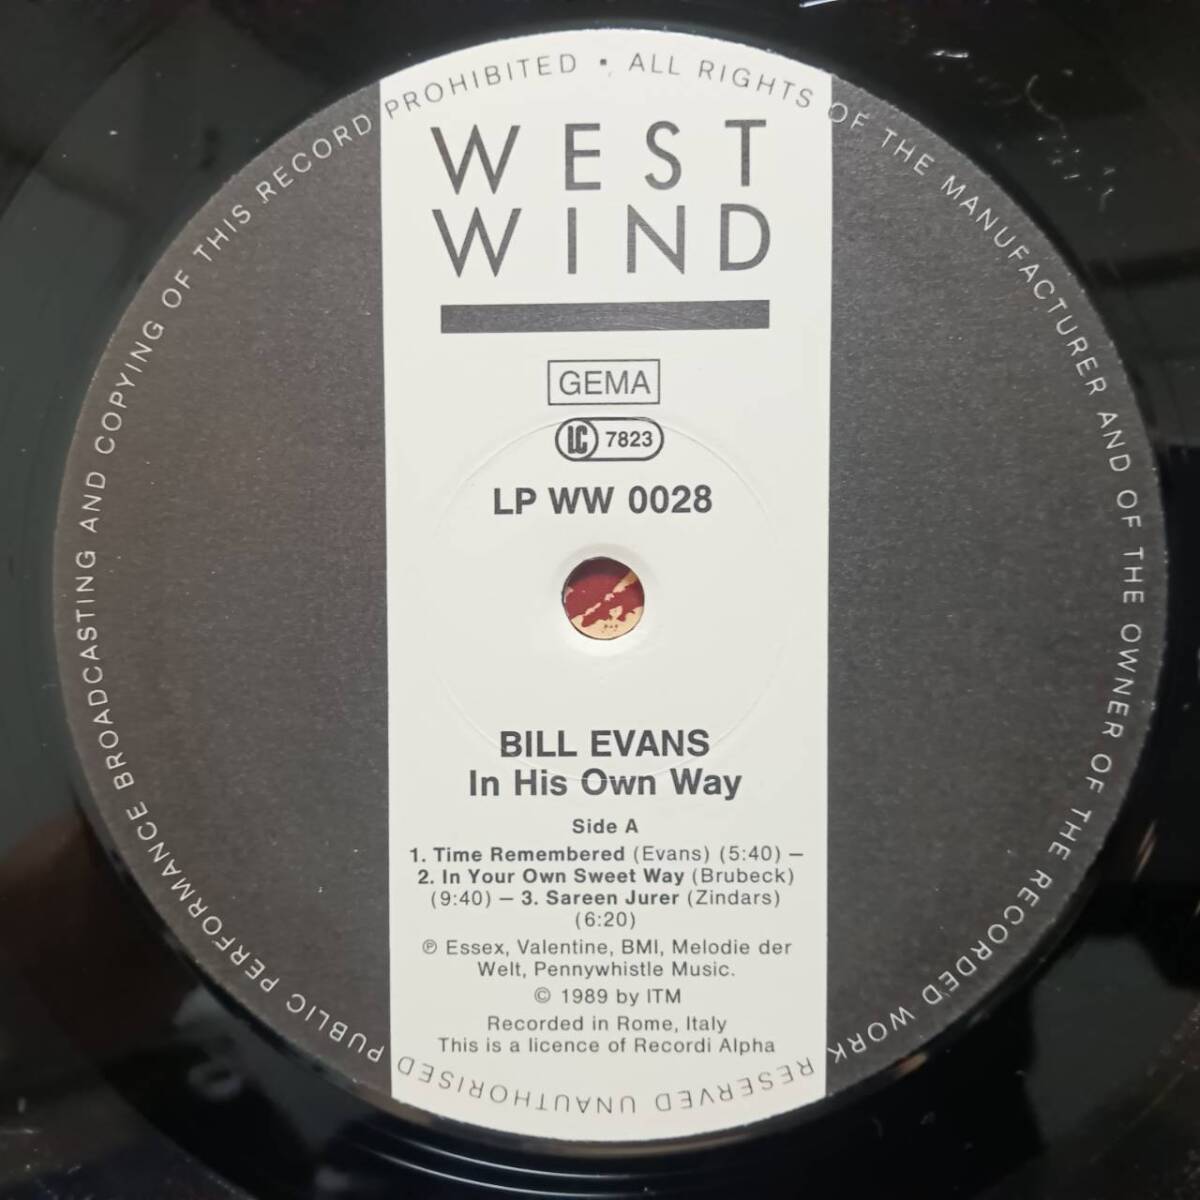 WEST
WIND
GEMA
LC 7823
LP WW 0028
BILL EVANS
In His Own Way
Side A
1. Time Remembered (Evans) (5:40) –
2. In Your Own Sweet Way (Brubeck)
(9:40) – 3. Sareen Jurer (Zindars)
(6:20)
℗ Essex, Valentine, BMI, Melodie der
Welt, Pennywhistle Music.
© 1989 by ITM
Recorded in Rome, Italy
This is a licence of Recordi Alpha
ALL RIGHTS OF THE MANUFACTURER AND OF THE OWNER OF THE RECORDED WORK RESERVED UNAUTHORISED PUBLIC PERFORMANCE BROADCASTING AND COPYING OF THIS RECORD PROHIBITED •